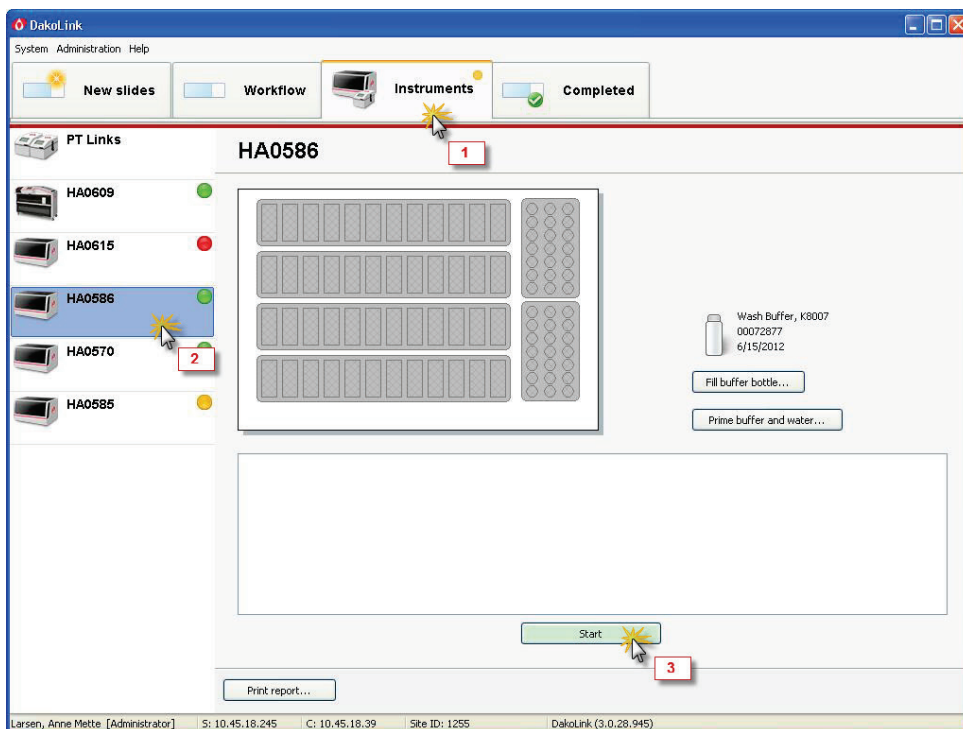 DakoLink
System Administration Help
New slides
Workflow
Instruments
Completed
1
PT Links
HA0609
HA0615
HA0586
2
HA0570
HA0585
HA0586
Wash Buffer, K8007
00072877
6/15/2012
Fill buffer bottle...
Prime buffer and water...
Start
3
Print report...
Larsen, Anne Mette [Administrator] S: 10.45.18.245 C: 10.45.18.39 Site ID: 1255 DakoLink (3.0.28.945)